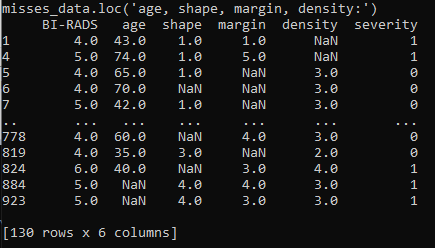 misses_data.loc('age, shape, margin, density:')
BI-RADS age shape margin density severity
1 4.0 43.0 1.0 1.0 NaN 1
4 5.0 74.0 1.0 5.0 NaN 1
5 4.0 65.0 1.0 NaN 3.0 0
6 4.0 70.0 NaN NaN 3.0 0
7 5.0 42.0 1.0 NaN 3.0 0
.. ... ... ... ... ... ...
778 4.0 60.0 NaN 4.0 3.0 0
819 4.0 35.0 3.0 NaN 2.0 0
824 6.0 40.0 NaN 3.0 4.0 1
884 5.0 NaN 4.0 4.0 3.0 1
923 5.0 NaN 4.0 3.0 3.0 1
[130 rows x 6 columns]